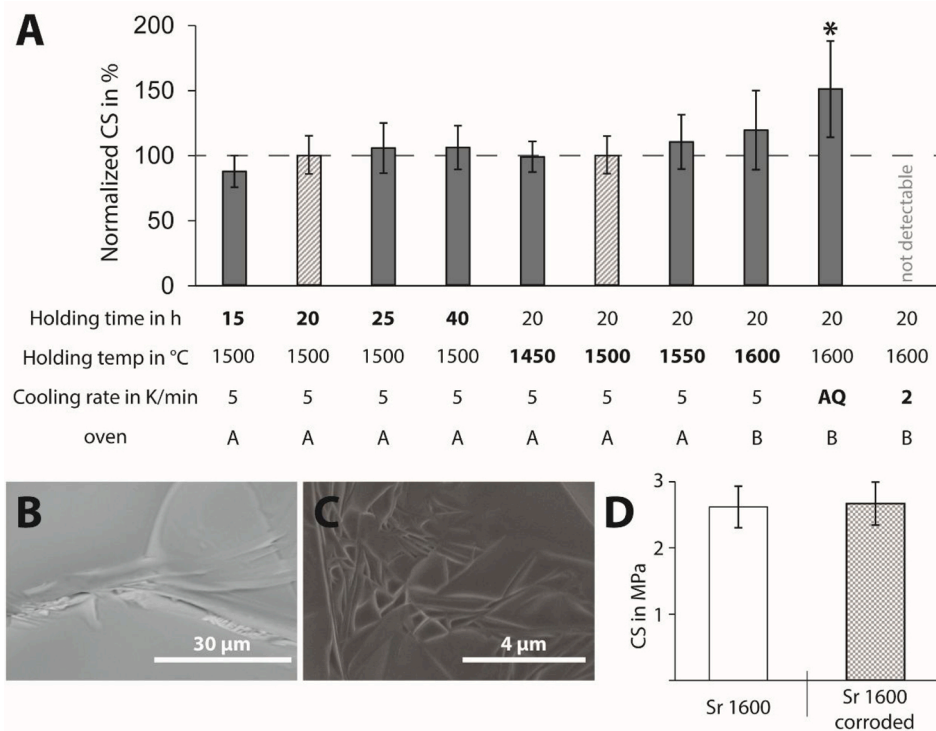 A
Normalized CS in %
200
150
100
50
0
*
not detectable
Holding time in h 15 20 25 40 20 20 20 20 20 20
Holding temp in °C 1500 1500 1500 1500 1450 1500 1550 1600 1600 1600
Cooling rate in K/min 5 5 5 5 5 5 5 5 AQ 2
oven A A A A A A A B B B
B
30 µm
C
4 µm
D
CS in MPa
3
2
1
Sr 1600
Sr 1600
corroded